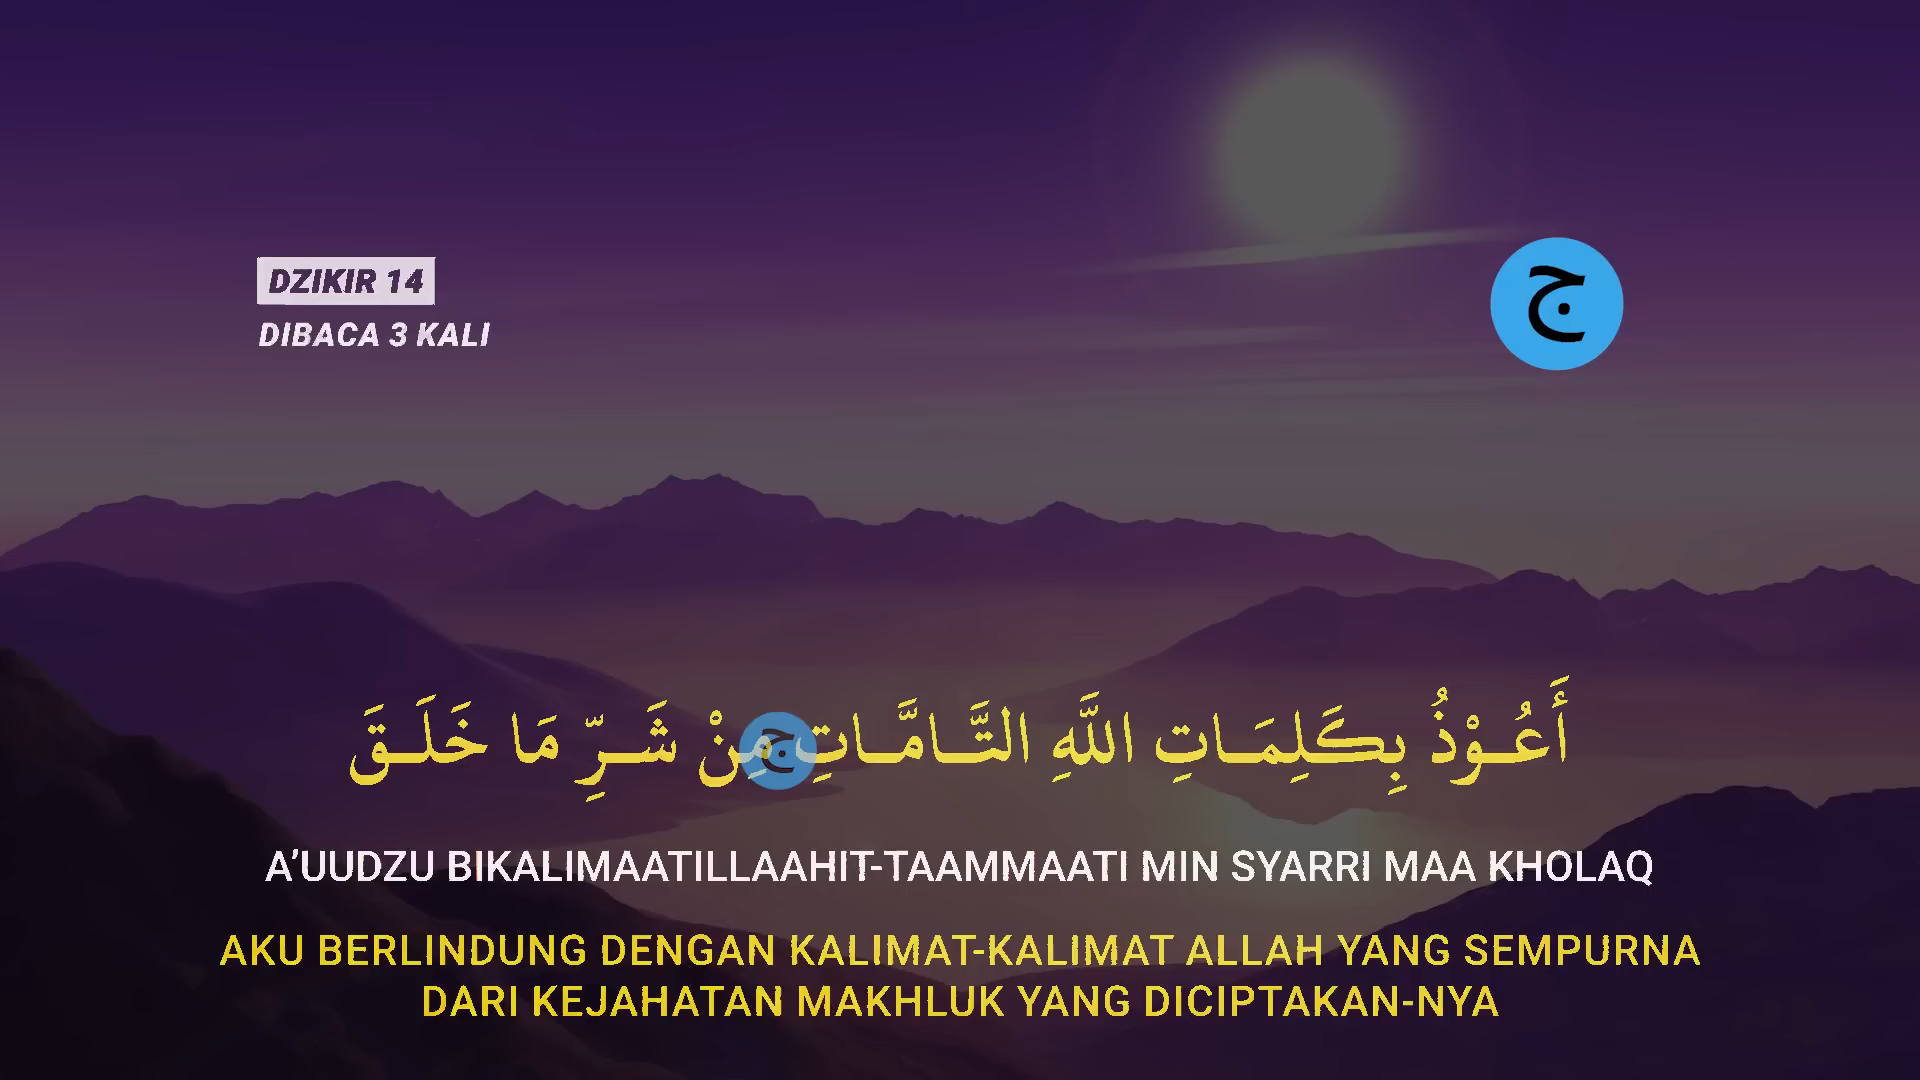 DZIKIR 14
DIBACA 3 KALI
ج
أَعُـوْذُ بِكَلِمَـاتِ اللَّهِ التَّـامَّـاتِ مِنْ شَـرِّ مَا خَلَـقَ
ج
A’UUDZU BIKALIMAATILLAAHIT-TAAMMAATI MIN SYARRI MAA KHOLAQ
AKU BERLINDUNG DENGAN KALIMAT-KALIMAT ALLAH YANG SEMPURNA
DARI KEJAHATAN MAKHLUK YANG DICIPTAKAN-NYA